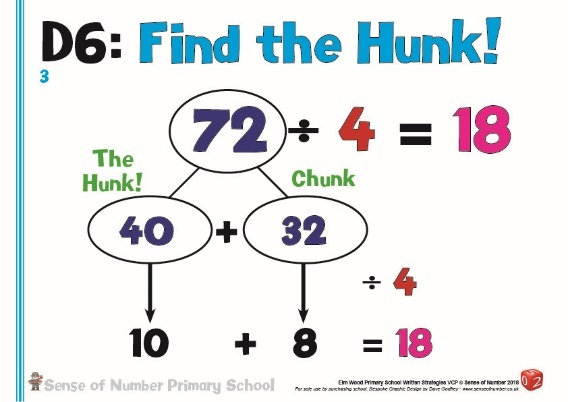 D6: Find the Hunk!
3
72 ÷ 4 = 18
The
Hunk!
Chunk
40 + 32
÷ 4
10 + 8 = 18
Sense of Number Primary School
Elm Wood Primary School Written Strategies VCP © Sense of Number 2018
For sole use by purchasing school. Bespoke Graphic Design by Dave Godfrey - www.senseofnumber.co.uk
02